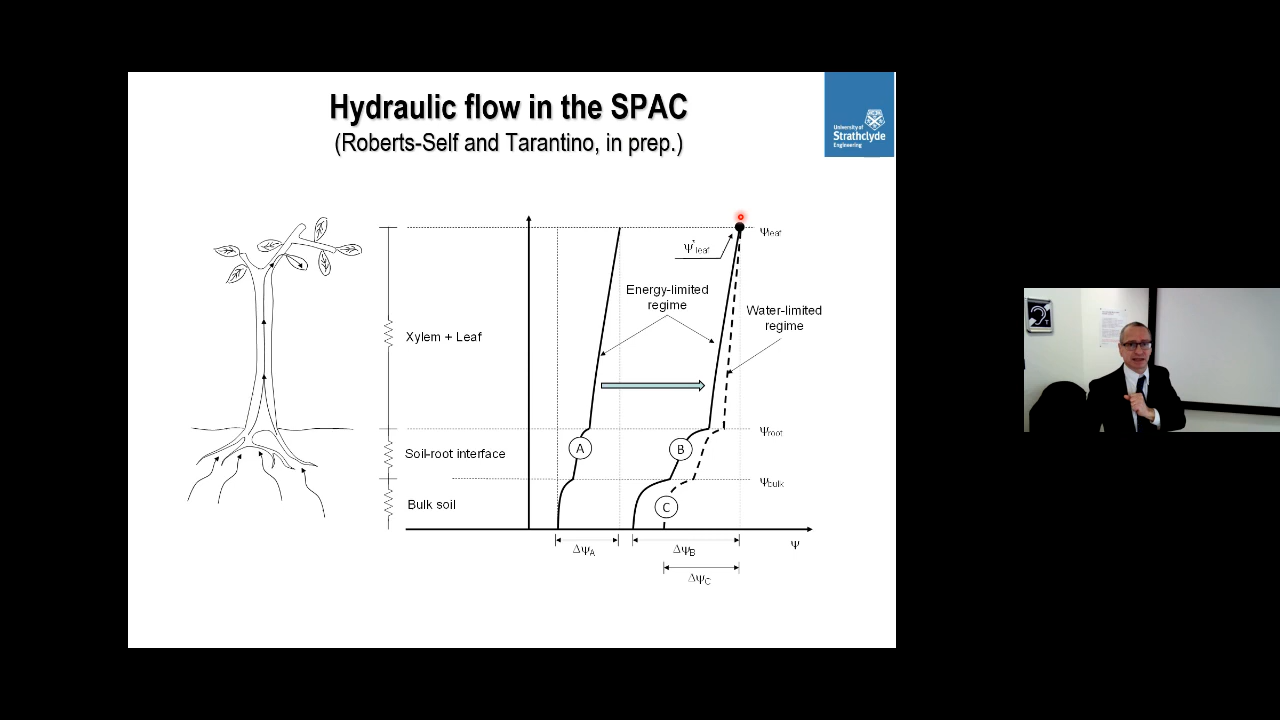 Hydraulic flow in the SPAC
(Roberts-Self and Tarantino, in prep.)
University of
Strathclyde
Engineering
Ψleaf
Ψ*leaf
Energy-limited
regime
Water-limited
regime
Xylem + Leaf
Ψroot
A
B
Soil-root interface
Ψbulk
Bulk soil
C
ΔΨA
ΔΨB
Ψ
ΔΨC
T